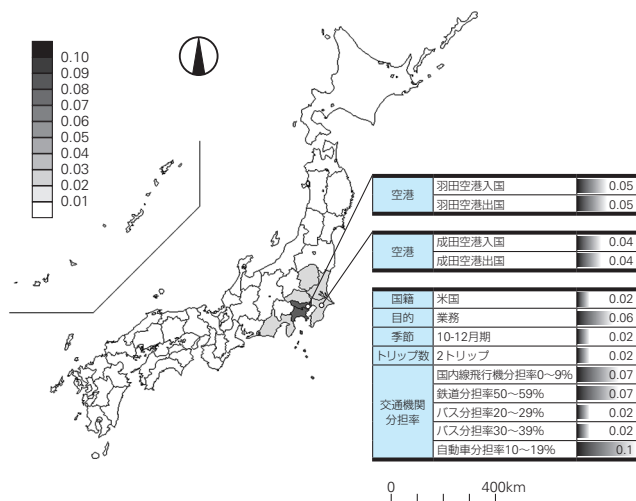 0.10
0.09
0.08
0.07
0.06
0.05
0.04
0.03
0.02
0.01
空港
羽田空港入国 0.05
羽田空港出国 0.05
空港
成田空港入国 0.04
成田空港出国 0.04
国籍 米国 0.02
目的 業務 0.06
季節 10-12月期 0.02
トリップ数 2トリップ 0.02
交通機関
分担率
国内線飛行機分担率0～9% 0.07
鉄道分担率50～59% 0.07
バス分担率20～29% 0.02
バス分担率30～39% 0.02
自動車分担率10～19% 0.1
0 400km